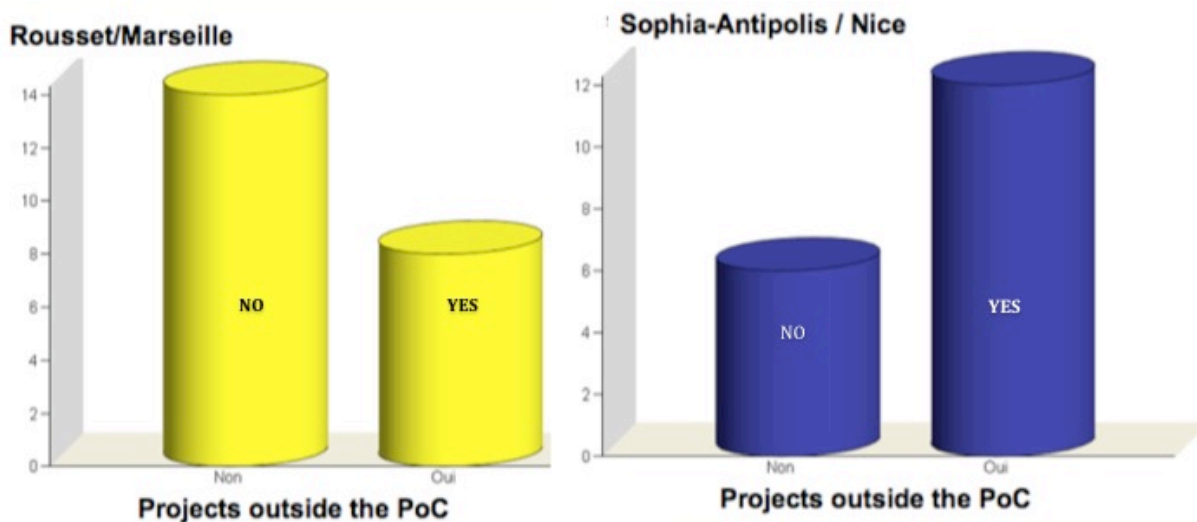 Rousset/Marseille
14
12
10
8
6
4
2
0
NO
YES
Non
Oui
Projects outside the PoC
Sophia-Antipolis / Nice
12
10
8
6
4
2
0
NO
YES
Non
Oui
Projects outside the PoC